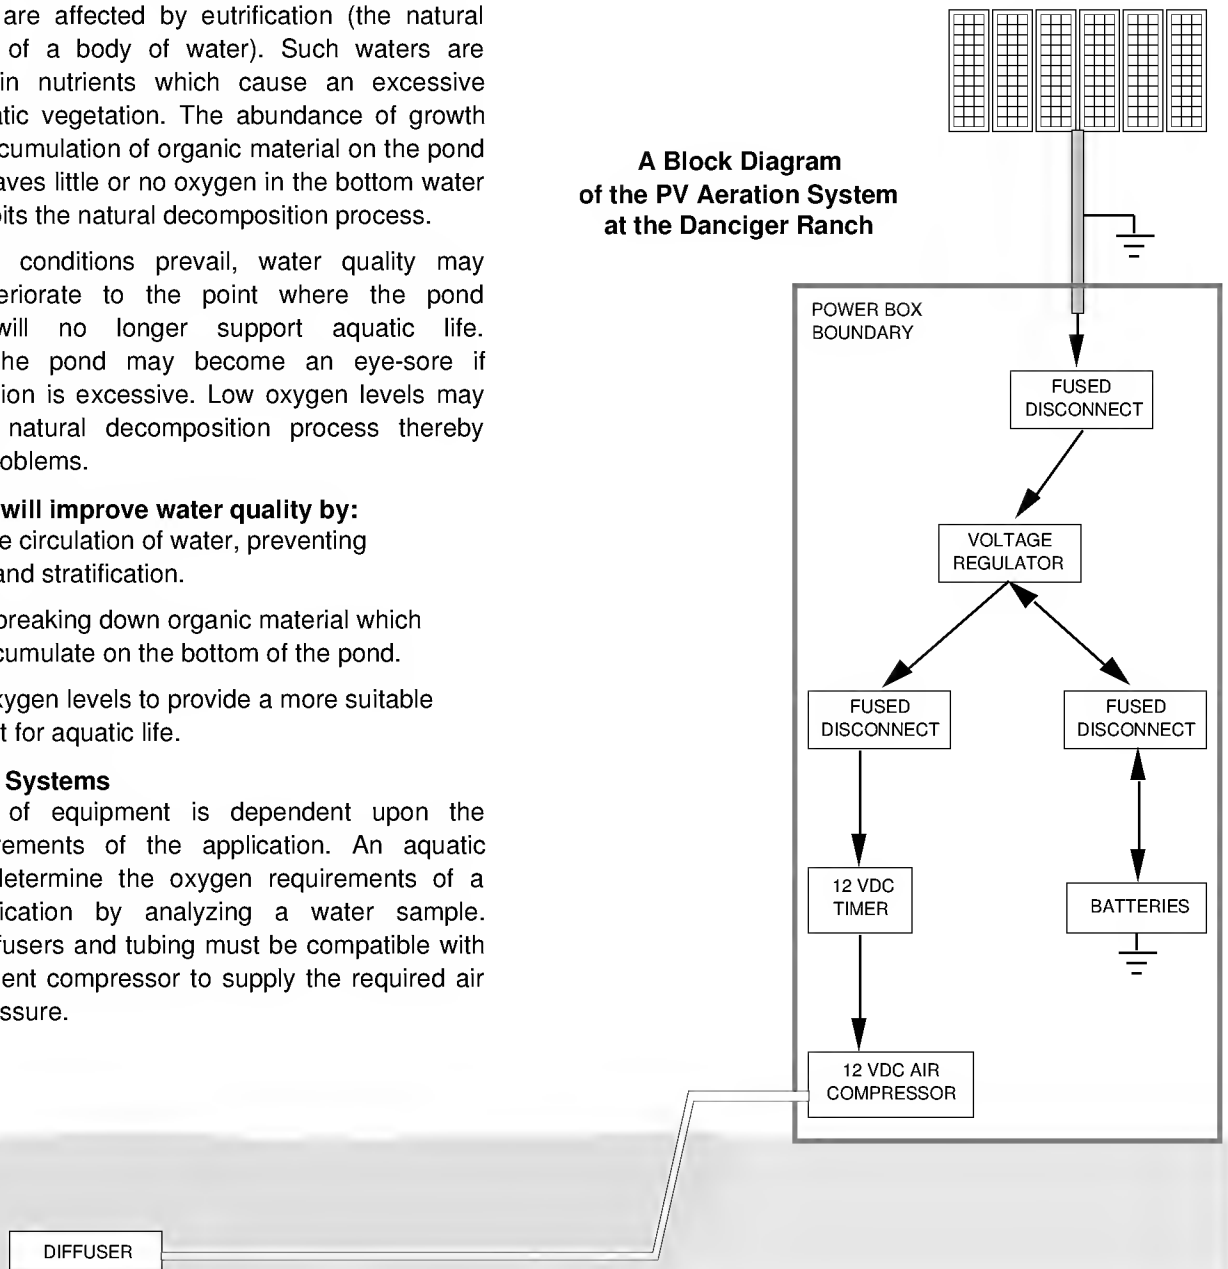 are affected by eutrification (the natural
of a body of water). Such waters are
in nutrients which cause an excessive
atic vegetation. The abundance of growth
cumulation of organic material on the pond
aves little or no oxygen in the bottom water
bits the natural decomposition process.
conditions prevail, water quality may
eriorate to the point where the pond
will no longer support aquatic life.
he pond may become an eye-sore if
ion is excessive. Low oxygen levels may
natural decomposition process thereby
oblems.
will improve water quality by:
e circulation of water, preventing
and stratification.
breaking down organic material which
cumulate on the bottom of the pond.
xygen levels to provide a more suitable
t for aquatic life.
Systems
of equipment is dependent upon the
rements of the application. An aquatic
determine the oxygen requirements of a
ication by analyzing a water sample.
fusers and tubing must be compatible with
ent compressor to supply the required air
ssure.
A Block Diagram
of the PV Aeration System
at the Danciger Ranch
POWER BOX
BOUNDARY
FUSED
DISCONNECT
VOLTAGE
REGULATOR
FUSED
DISCONNECT
FUSED
DISCONNECT
12 VDC
TIMER
BATTERIES
12 VDC AIR
COMPRESSOR
DIFFUSER